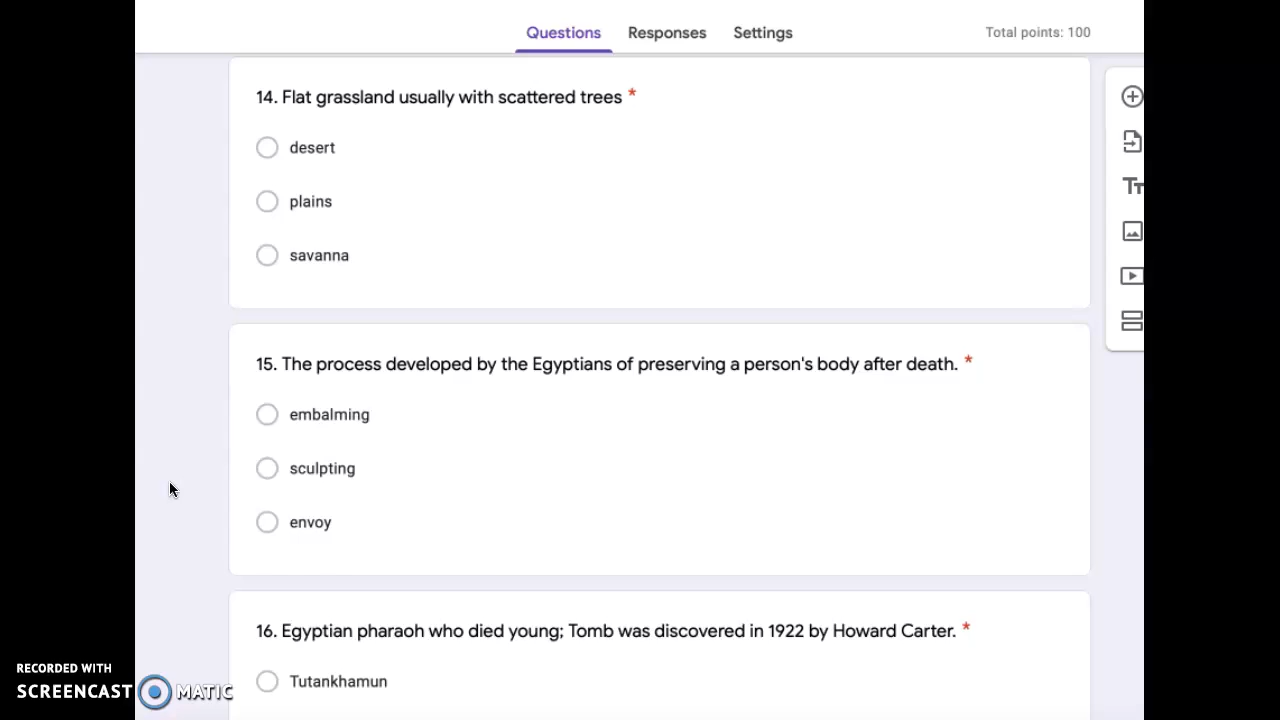 Questions Responses Settings Total points: 100
14. Flat grassland usually with scattered trees *
desert
plains
savanna
15. The process developed by the Egyptians of preserving a person's body after death. *
embalming
sculpting
envoy
16. Egyptian pharaoh who died young; Tomb was discovered in 1922 by Howard Carter. *
Tutankhamun
RECORDED WITH
SCREENCAST MATIC